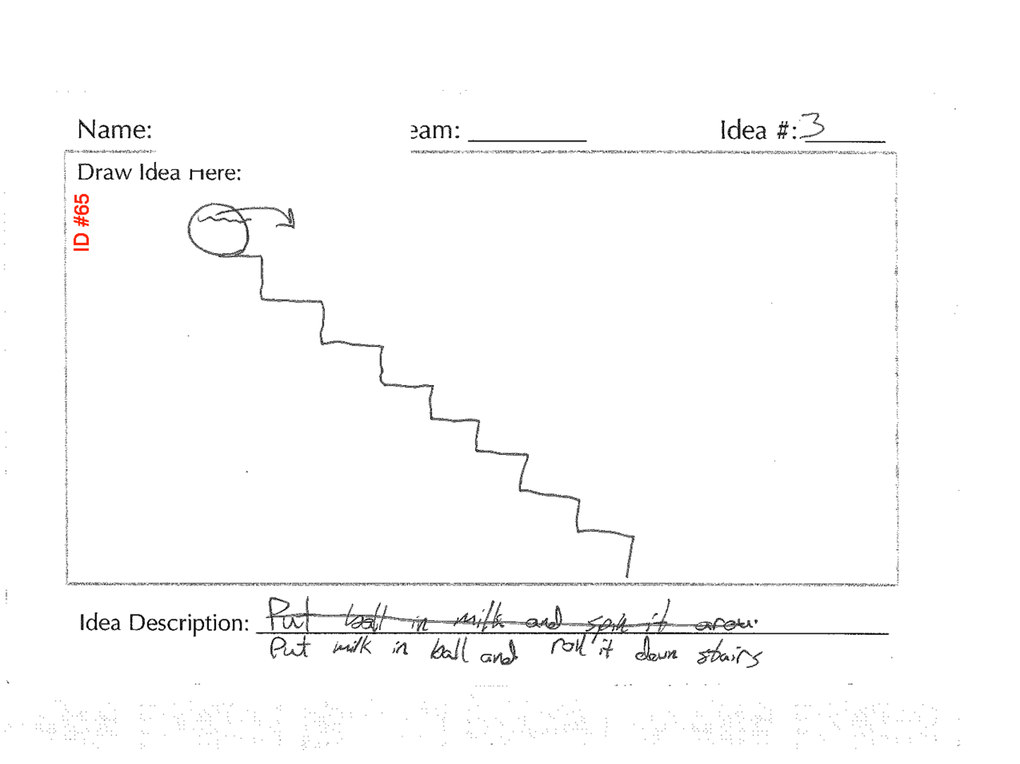 Name:
eam: Idea #: 3
Draw Idea Here:
ID #65
Idea Description: Put ball in milk and spin it arou
Put milk in ball and roll it down stairs